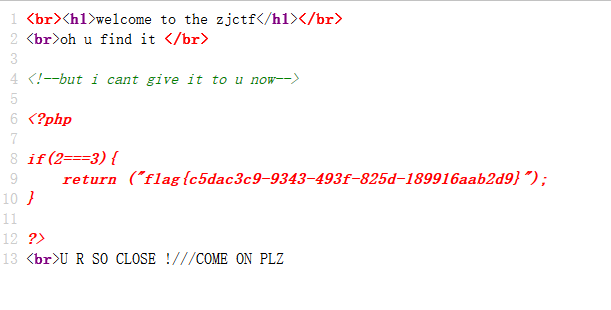 1 <br><h1>welcome to the zjctf</h1></br>
2 <br>oh u find it </br>
3
4 <!--but i cant give it to u now-->
5
6 <?php
7
8 if(2===3){
9 return ("flag{c5dac3c9-9343-493f-825d-189916aab2d9}");
10 }
11
12 ?>
13 <br>U R SO CLOSE !///COME ON PLZ